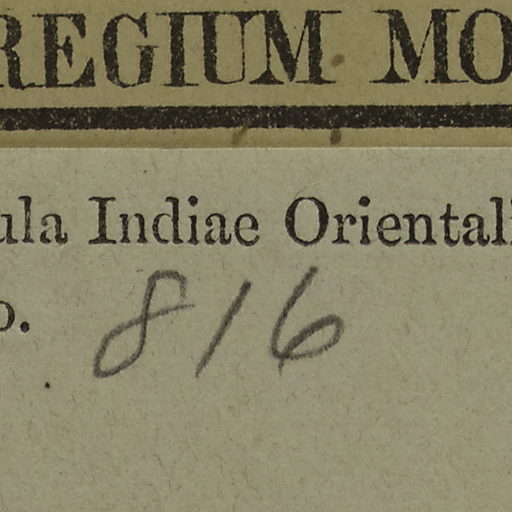 REGIUM MO
ula Indiae Orientali
o. 816